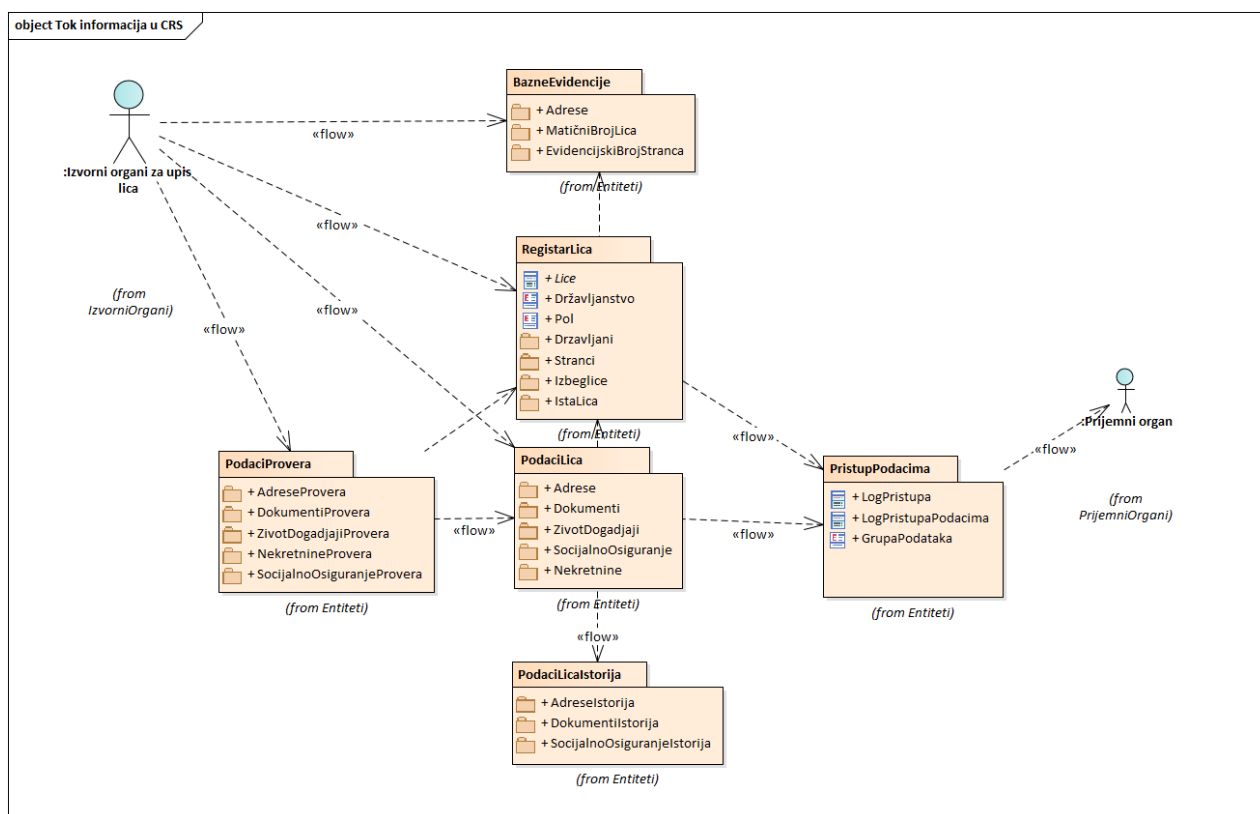 object Tok informacija u CRS
BazneEvidencije
+ Adrese
+ MatičniBrojLica
+ EvidencijskiBrojStranca
(from Entiteti)
«flow»
:Izvorni organi za upis
lica
(from
IzvorniOrgani)
«flow»
«flow»
«flow»
RegistarLica
+ Lice
+ Državljanstvo
+ Pol
+ Drzavljani
+ Stranci
+ Izbeglice
+ IstaLica
(from Entiteti)
«flow»
:Prijemni organ
«flow»
(from
PrijemniOrgani)
PodaciProvera
+ AdreseProvera
+ DokumentiProvera
+ ZivotDogadjajiProvera
+ NekretnineProvera
+ SocijalnoOsiguranjeProvera
(from Entiteti)
«flow»
PodaciLica
+ Adrese
+ Dokumenti
+ ZivotDogadjaji
+ SocijalnoOsiguranje
+ Nekretnine
(from Entiteti)
«flow»
PristupPodacima
+ LogPristupa
+ LogPristupaPodacima
+ GrupaPodataka
(from Entiteti)
«flow»
PodaciLicaIstorija
+ AdreseIstorija
+ DokumentiIstorija
+ SocijalnoOsiguranjeIstorija
(from Entiteti)